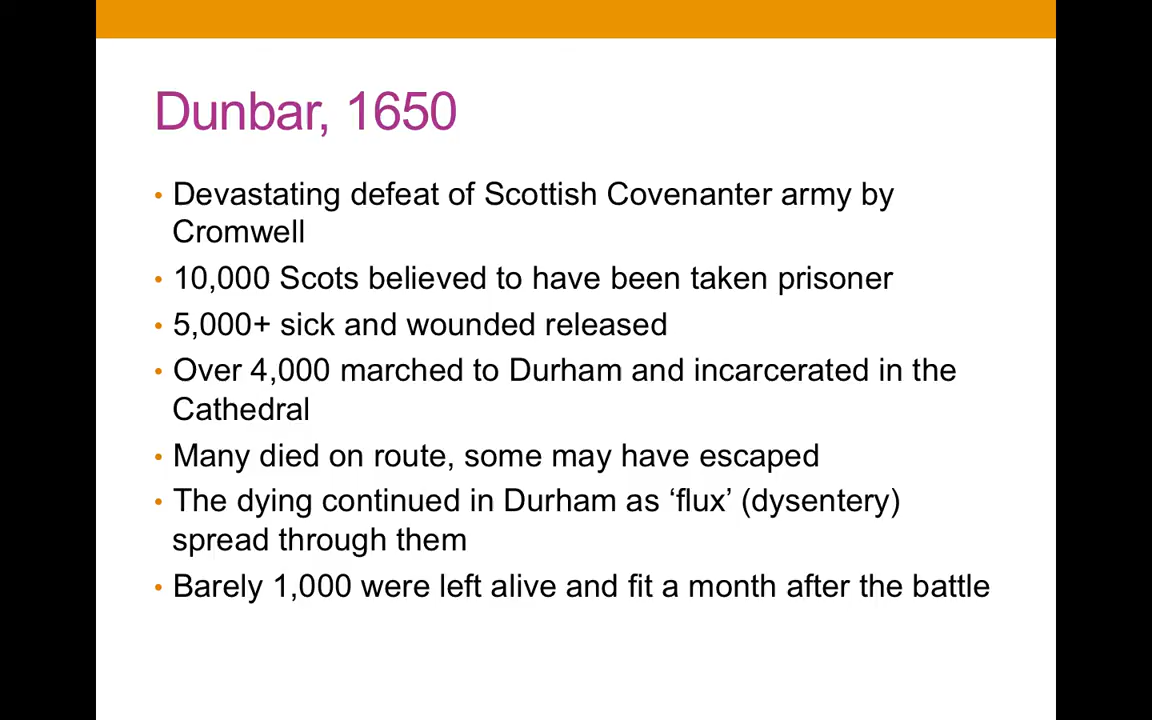 Dunbar, 1650
• Devastating defeat of Scottish Covenanter army by
Cromwell
• 10,000 Scots believed to have been taken prisoner
• 5,000+ sick and wounded released
• Over 4,000 marched to Durham and incarcerated in the
Cathedral
• Many died on route, some may have escaped
• The dying continued in Durham as ‘flux’ (dysentery)
spread through them
• Barely 1,000 were left alive and fit a month after the battle